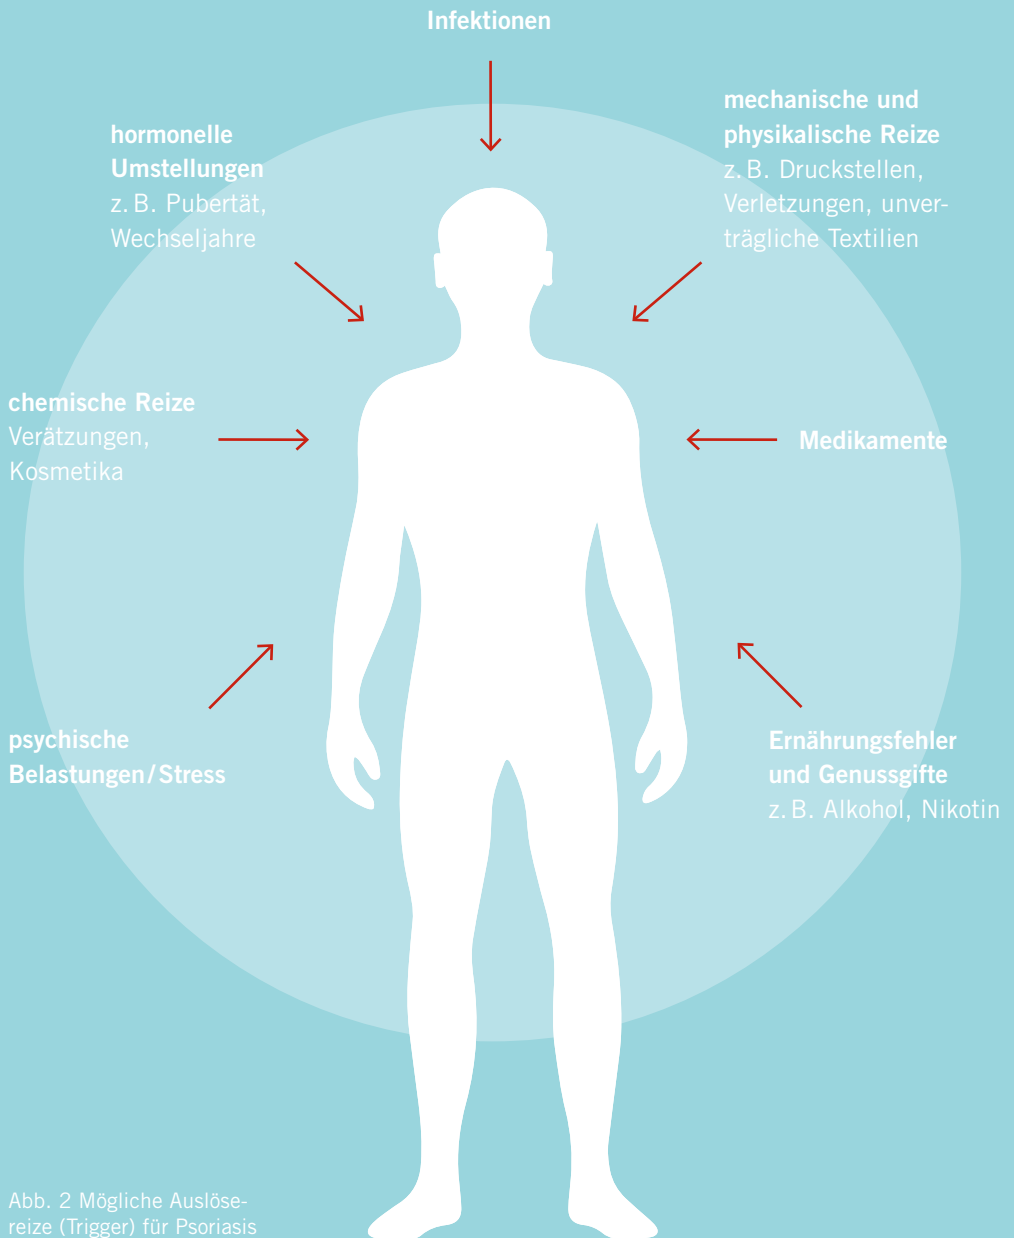 Infektionen
hormonelle
Umstellungen
z. B. Pubertät,
Wechseljahre
mechanische und
physikalische Reize
z. B. Druckstellen,
Verletzungen, unver-
trägliche Textilien
chemische Reize
Verätzungen,
Kosmetika
Medikamente
psychische
Belastungen/Stress
Ernährungsfehler
und Genussgifte
z. B. Alkohol, Nikotin
Abb. 2 Mögliche Auslöse-
reize (Trigger) für Psoriasis